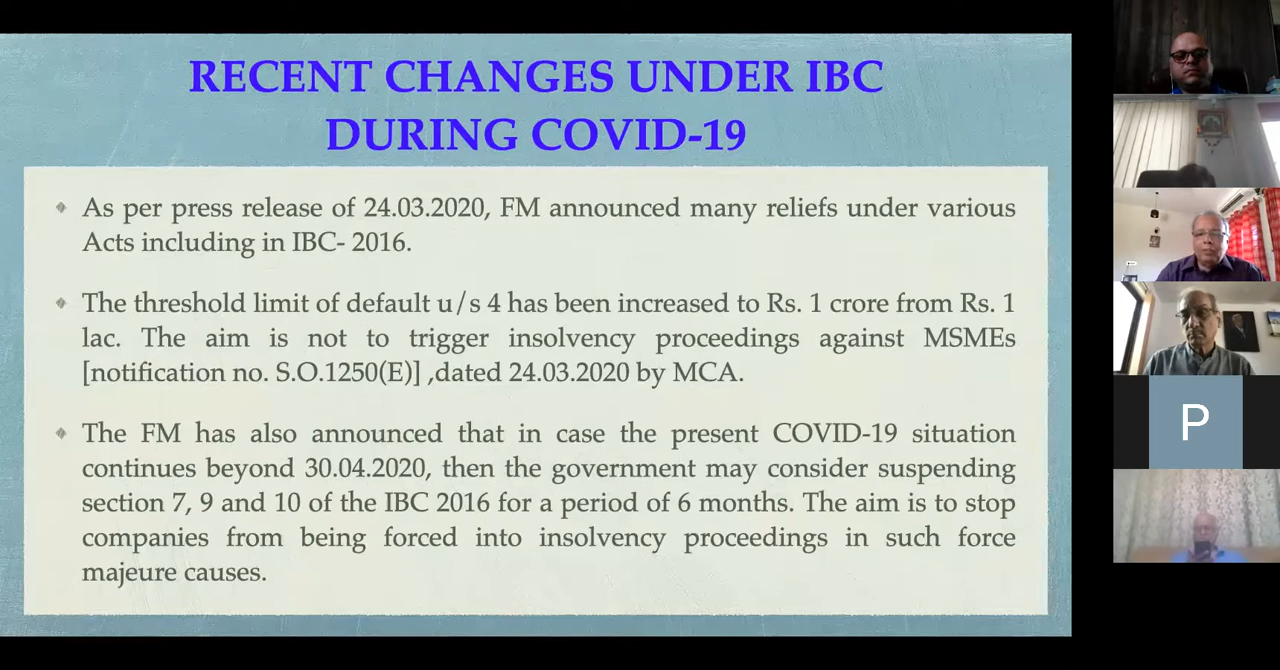 RECENT CHANGES UNDER IBC
DURING COVID-19
As per press release of 24.03.2020, FM announced many reliefs under various
Acts including in IBC- 2016.
The threshold limit of default u/s 4 has been increased to Rs. 1 crore from Rs. 1
lac. The aim is not to trigger insolvency proceedings against MSMEs
[notification no. S.O.1250(E)] ,dated 24.03.2020 by MCA.
The FM has also announced that in case the present COVID-19 situation
continues beyond 30.04.2020, then the government may consider suspending
section 7, 9 and 10 of the IBC 2016 for a period of 6 months. The aim is to stop
companies from being forced into insolvency proceedings in such force
majeure causes.
P